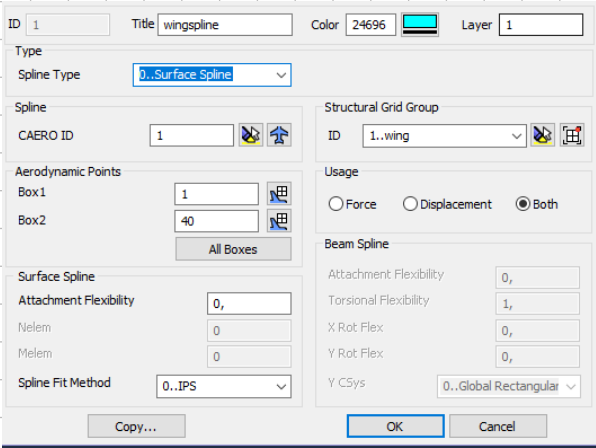 ID 1 Title wingspline Color 24696 Layer 1
Type
Spline Type 0..Surface Spline
Spline
CAERO ID 1
Structural Grid Group
ID 1..wing
Aerodynamic Points
Box1 1
Box2 40
All Boxes
Usage
Force Displacement Both
Surface Spline
Attachment Flexibility 0,
Nelem 0
Melem 0
Spline Fit Method 0..IPS
Beam Spline
Attachment Flexibility 0,
Torsional Flexibility 1,
X Rot Flex 0,
Y Rot Flex 0,
Y CSys 0..Global Rectangular
Copy... OK Cancel